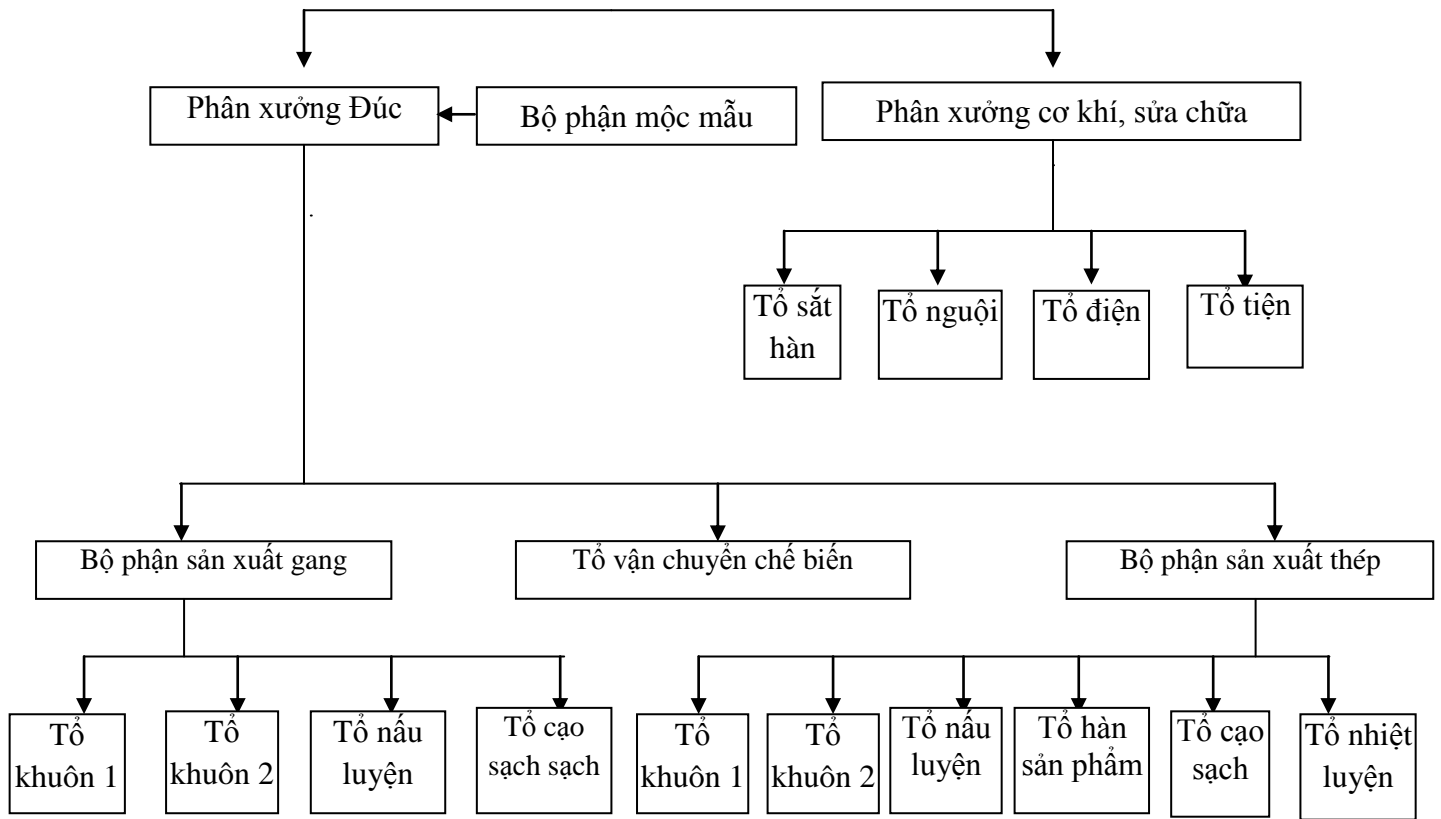 Phân xưởng Đúc
Bộ phận mộc mẫu
Phân xưởng cơ khí, sửa chữa
Tổ sắt
hàn
Tổ nguội
Tổ điện
Tổ tiện
Bộ phận sản xuất gang
Tổ vận chuyển chế biến
Bộ phận sản xuất thép
Tổ
khuôn 1
Tổ
khuôn 2
Tổ nấu
luyện
Tổ cạo
sạch sạch
Tổ
khuôn 1
Tổ
khuôn 2
Tổ nấu
luyện
Tổ hàn
sản phẩm
Tổ cạo
sạch
Tổ nhiệt
luyện